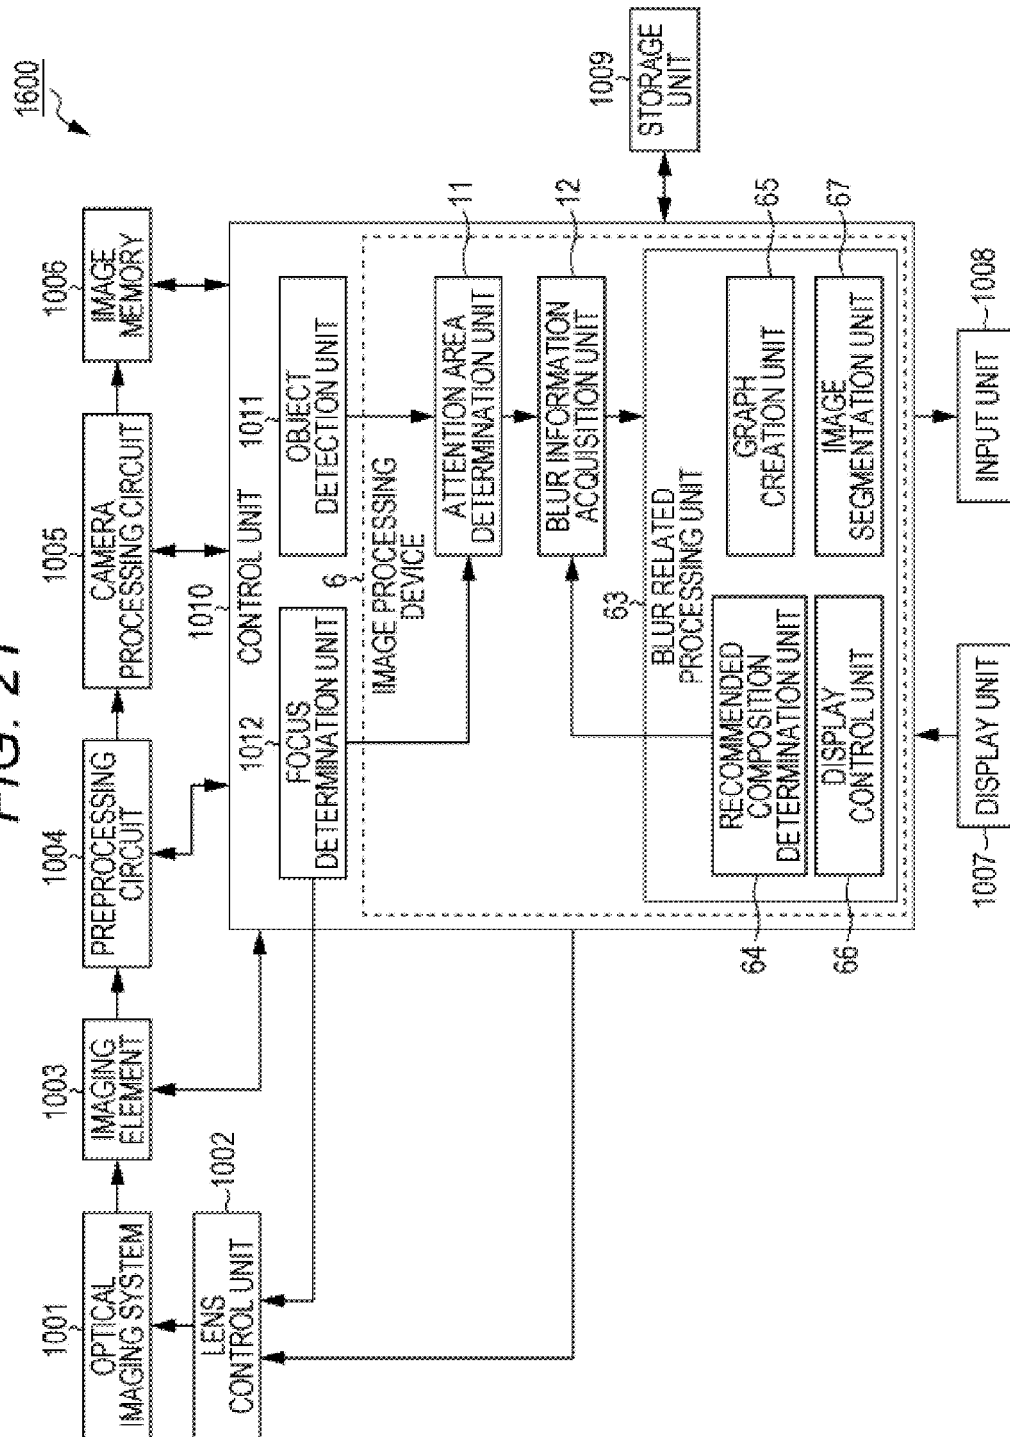 FIG. 21
1600
1001
OPTICAL
IMAGING SYSTEM
1003
IMAGING
ELEMENT
1004
PREPROCESSING
CIRCUIT
1005
CAMERA
PROCESSING CIRCUIT
1006
IMAGE
MEMORY
LENS
CONTROL UNIT
1002
1010
CONTROL UNIT
1012
FOCUS
DETERMINATION UNIT
1011
OBJECT
DETECTION UNIT
6
IMAGE PROCESSING
DEVICE
ATTENTION AREA
DETERMINATION UNIT
11
BLUR INFORMATION
ACQUISITION UNIT
12
63
BLUR RELATED
PROCESSING UNIT
RECOMMENDED
COMPOSITION
DETERMINATION UNIT
64
GRAPH
CREATION UNIT
65
DISPLAY
CONTROL UNIT
66
IMAGE
SEGMENTATION UNIT
67
1009
STORAGE
UNIT
1007
DISPLAY UNIT
INPUT UNIT
1008